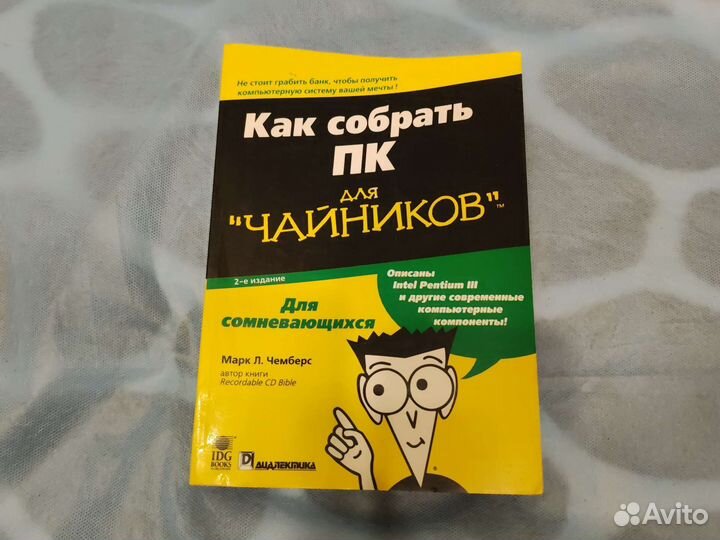 Не стоит грабить банк, чтобы получить
компьютерную систему вашей мечты!
Как собрать
ПК
для
"ЧАЙНИКОВ"™
2-е издание
Описаны
Intel Pentium III
и другие современные
компьютерные
компоненты!
Для
сомневающихся
Марк Л. Чемберс
автор книги
Recordable CD Bible
IDG
BOOKS
ДИАЛЕКТИКА
®
Avito